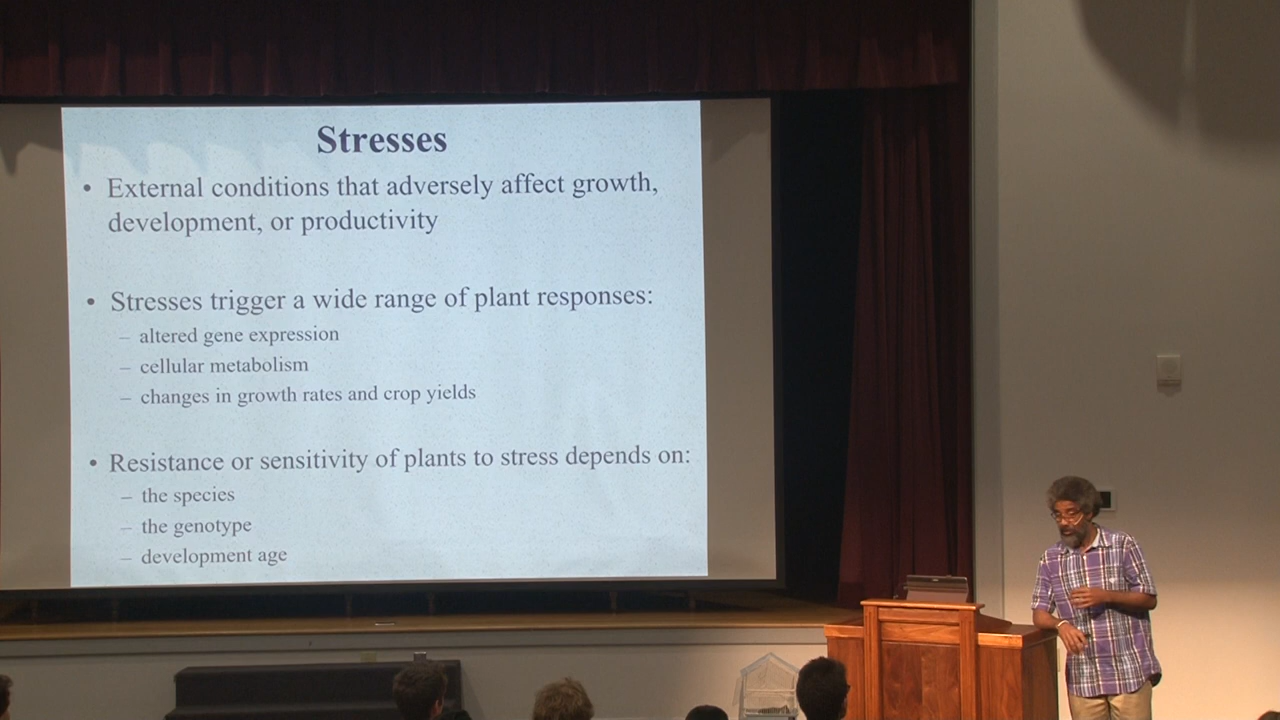 Stresses
• External conditions that adversely affect growth,
development, or productivity
• Stresses trigger a wide range of plant responses:
– altered gene expression
– cellular metabolism
– changes in growth rates and crop yields
• Resistance or sensitivity of plants to stress depends on:
– the species
– the genotype
– development age